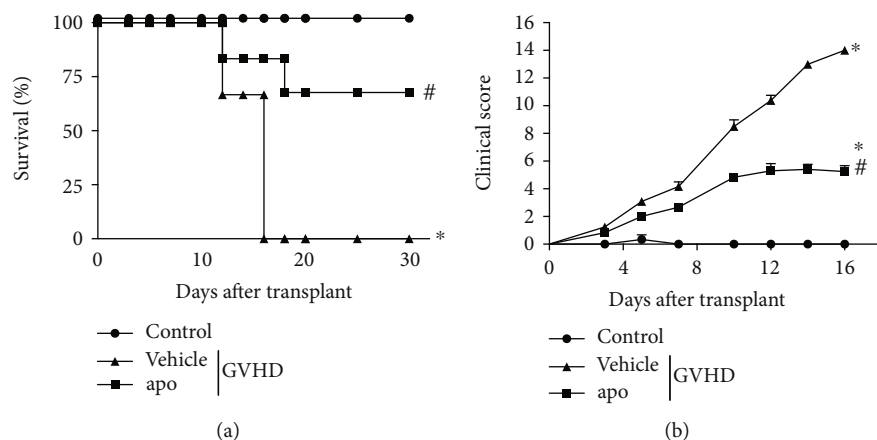 100
75
50
25
0
Survival (%)
#
*
0 10 20 30
Days after transplant
Control
Vehicle
apo
GVHD
(a)
16
14
12
10
8
6
4
2
0
Clinical score
*
*
#
0 4 8 12 16
Days after transplant
Control
Vehicle
apo
GVHD
(b)